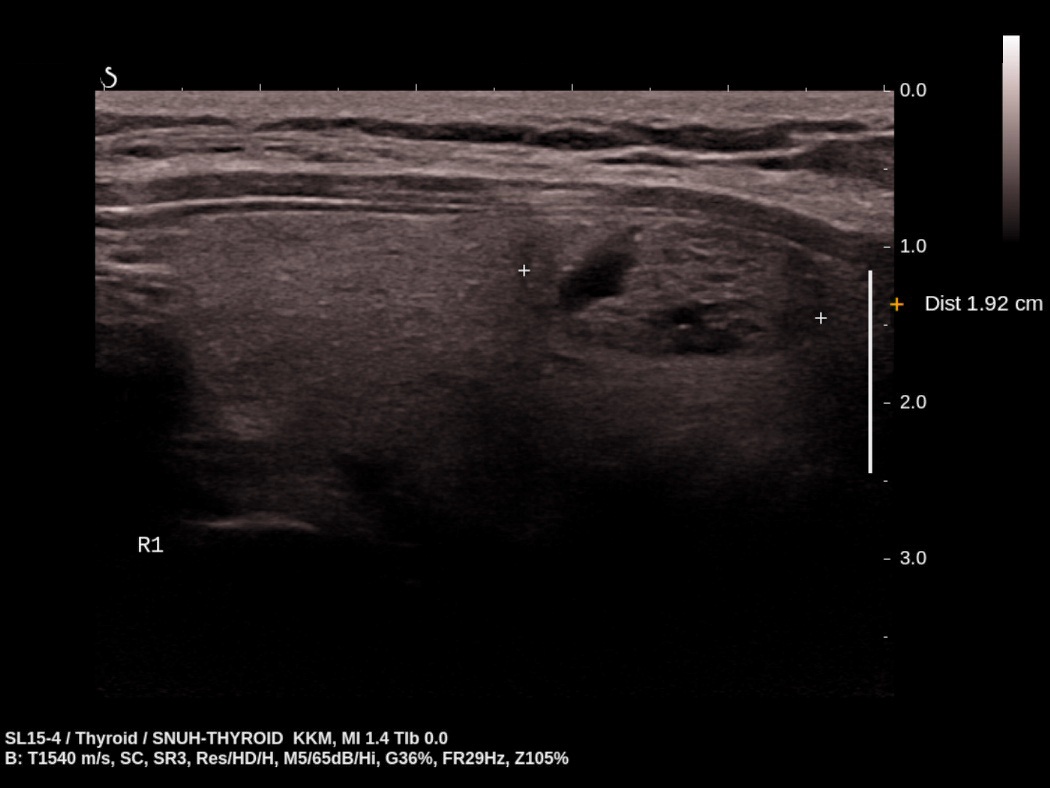 S
0.0
1.0
Dist 1.92 cm
2.0
3.0
R1
SL15-4 / Thyroid / SNUH-THYROID KKM, MI 1.4 TIb 0.0
B: T1540 m/s, SC, SR3, Res/HD/H, M5/65dB/Hi, G36%, FR29Hz, Z105%